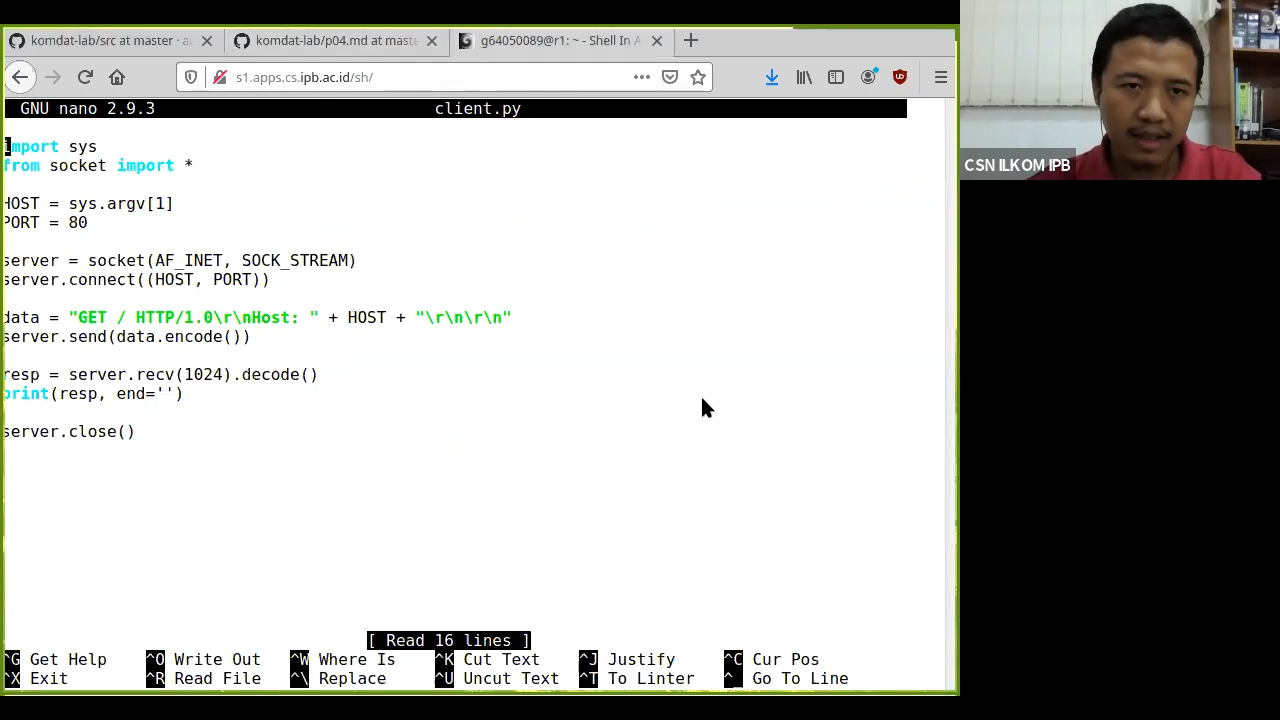 komdat-lab/src at master · au
komdat-lab/p04.md at maste
g64050089@r1: ~ - Shell In A
s1.apps.cs.ipb.ac.id/sh/
GNU nano 2.9.3 client.py
import sys
from socket import *
HOST = sys.argv[1]
PORT = 80
server = socket(AF_INET, SOCK_STREAM)
server.connect((HOST, PORT))
data = "GET / HTTP/1.0\r\nHost: " + HOST + "\r\n\r\n"
server.send(data.encode())
resp = server.recv(1024).decode()
print(resp, end='')
server.close()
[ Read 16 lines ]
^G Get Help ^O Write Out ^W Where Is ^K Cut Text ^J Justify ^C Cur Pos
^X Exit ^R Read File ^\ Replace ^U Uncut Text ^T To Linter ^_ Go To Line
CSN ILKOM IPB